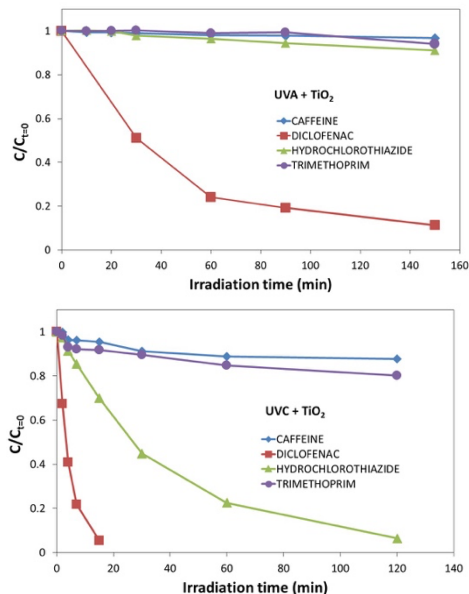 1
0.8
0.6
0.4
0.2
0
C/Ct=0
UVA + TiO2
CAFFEINE
DICLOFENAC
HYDROCHLOROTHIAZIDE
TRIMETHOPRIM
0 20 40 60 80 100 120 140 160
Irradiation time (min)
1
0.8
0.6
0.4
0.2
0
C/Ct=0
UVC + TiO2
CAFFEINE
DICLOFENAC
HYDROCHLOROTHIAZIDE
TRIMETHOPRIM
0 20 40 60 80 100 120 140
Irradiation time (min)